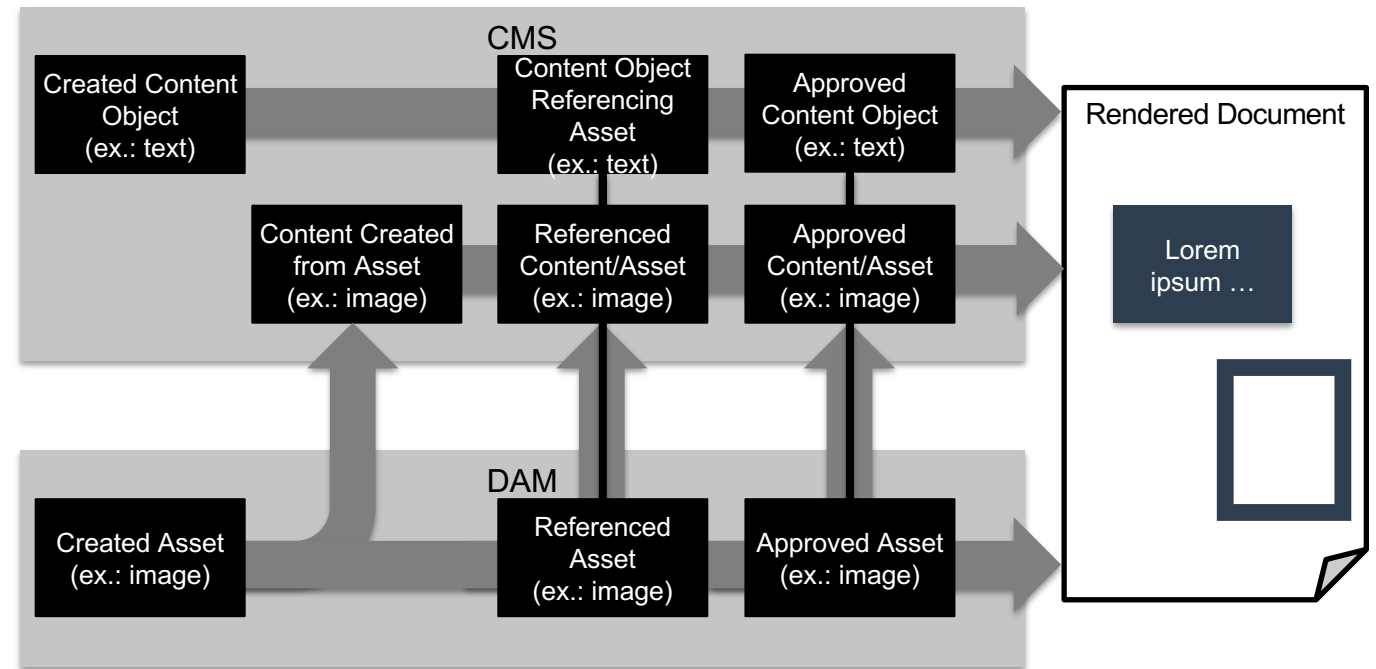 CMS
Created Content
Object
(ex.: text)
Content Object
Referencing
Asset
(ex.: text)
Approved
Content Object
(ex.: text)
Rendered Document
Content Created
from Asset
(ex.: image)
Referenced
Content/Asset
(ex.: image)
Approved
Content/Asset
(ex.: image)
Lorem
ipsum …
DAM
Created Asset
(ex.: image)
Referenced
Asset
(ex.: image)
Approved Asset
(ex.: image)